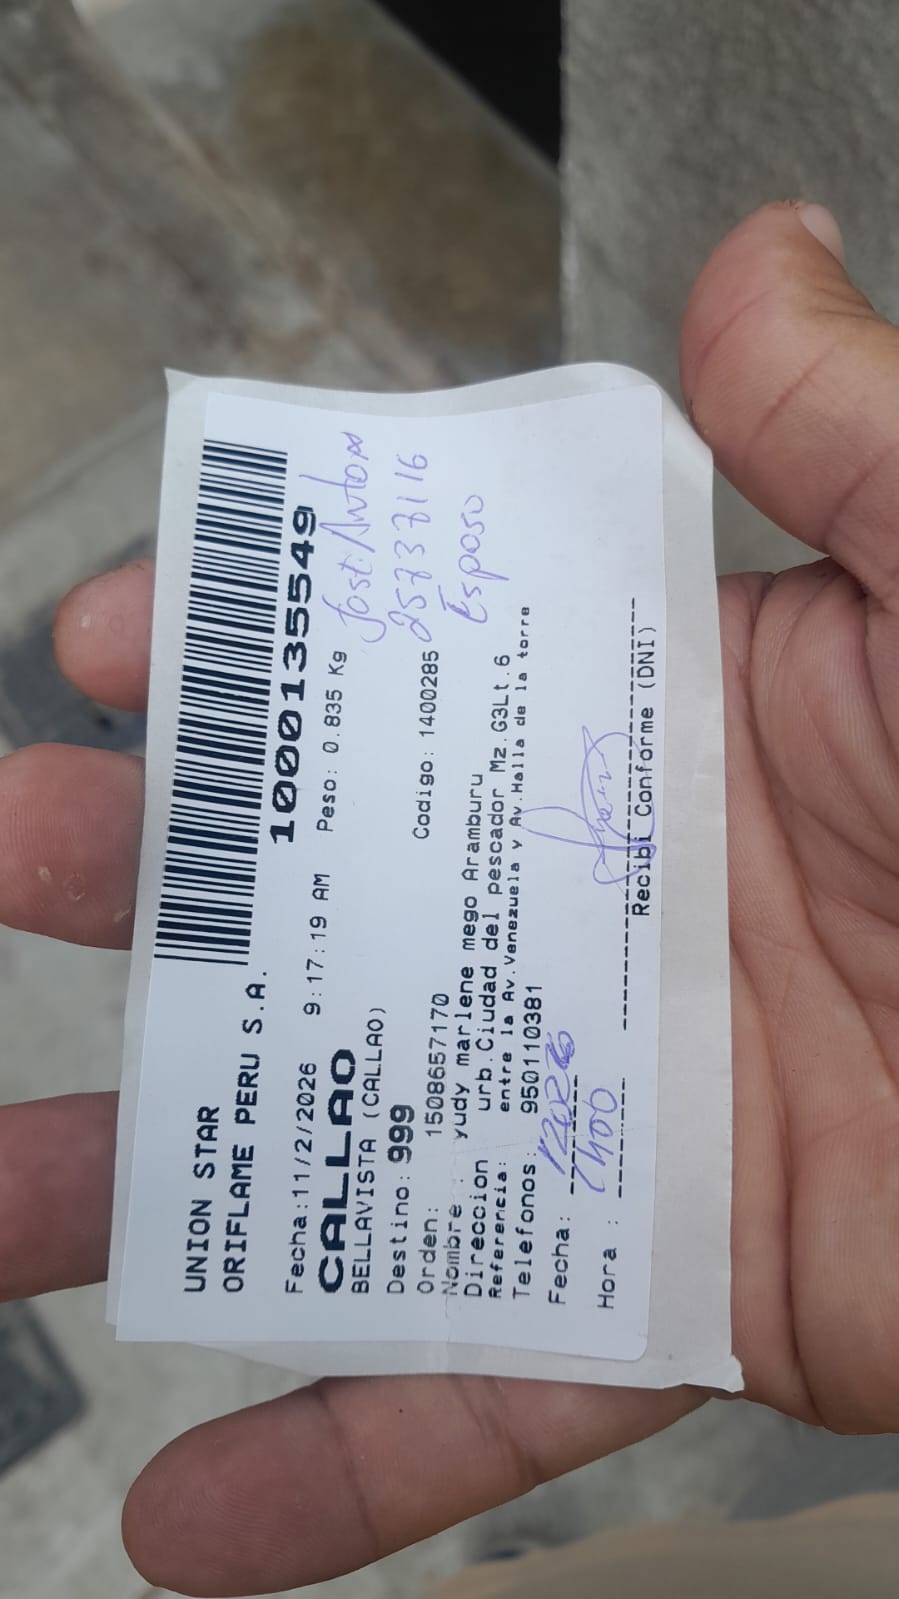 UNION STAR
ORIFLAME PERU S.A.
1000135549
Fecha:11/2/2026 9:17:19 AM Peso: 0.835 Kg
CALLAO
BELLAVISTA (CALLAO)
Destino: 999
Orden: 1508657170 Codigo: 1400285
Nombre : yudy marlene mego Aramburu
Direccion urb.Ciudad del pescador Mz.G3Lt.6
Referencia: entre la Av.Venezuela y Av.Halla de la torre
Telefonos: 950110381
José Anton
25737116
Esposo
Fecha:
Hora :
Recibi Conforme (DNI)